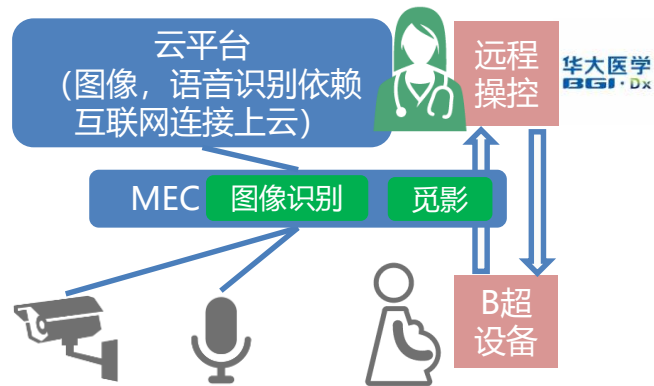 云平台
（图像，语音识别依赖
互联网连接上云）
远程
操控
华大医学
BGI·Dx
MEC
图像识别
觅影
B超
设备